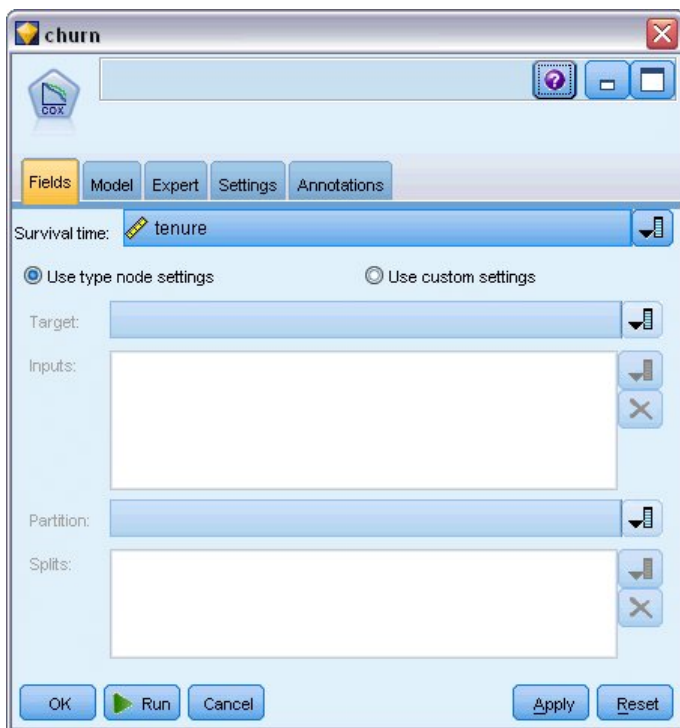 churn
COX
Fields Model Expert Settings Annotations
Survival time: tenure
Use type node settings Use custom settings
Target:
Inputs:
Partition:
Splits:
OK Run Cancel Apply Reset